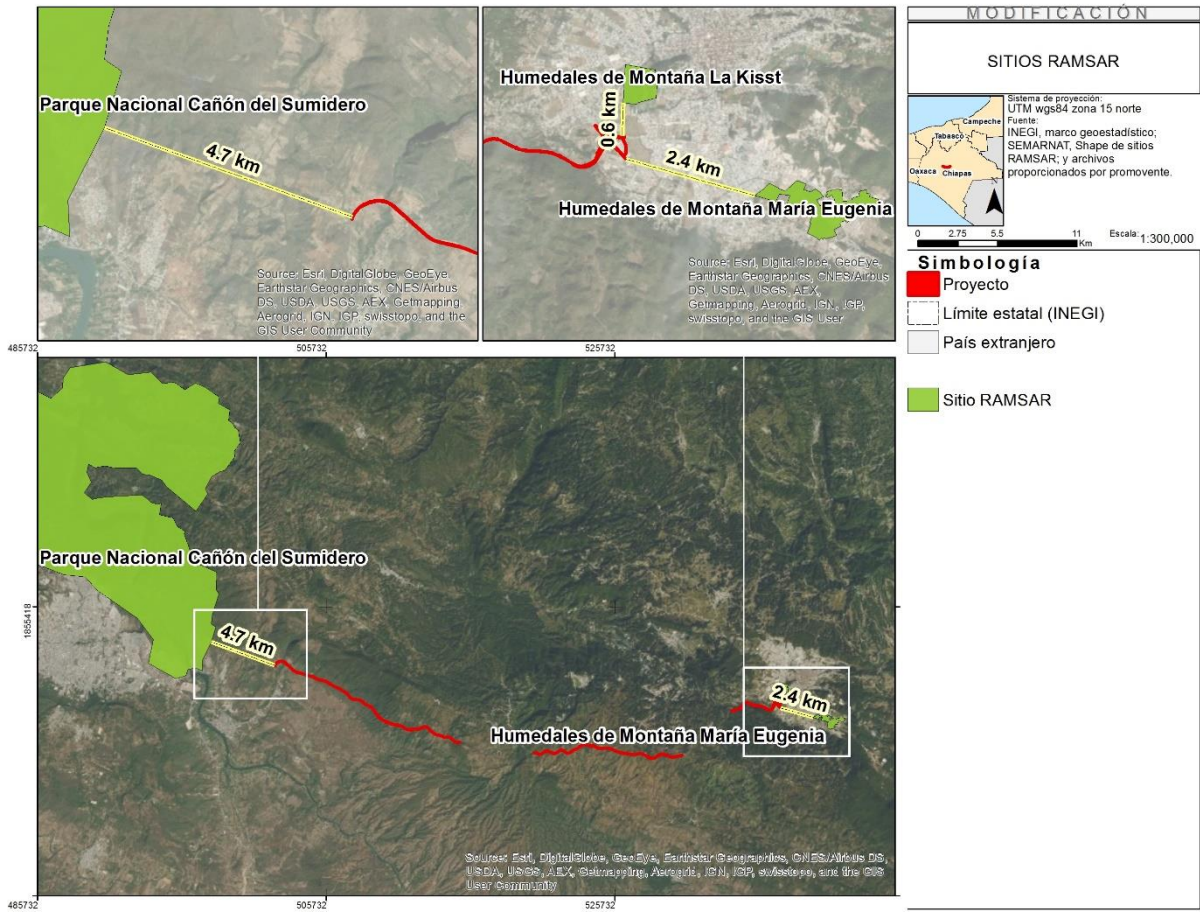 Parque Nacional Cañón del Sumidero
4.7 km
Source: Esri, DigitalGlobe, GeoEye,
Earthstar Geographics, CNES/Airbus
DS, USDA, USGS, AEX, Getmapping,
Aerogrid, IGN, IGP, swisstopo, and the
GIS User Community
Humedales de Montaña La Kisst
0.6 km
2.4 km
Humedales de Montaña María Eugenia
Source: Esri, DigitalGlobe, GeoEye,
Earthstar Geographics, CNES/Airbus
DS, USDA, USGS, AEX,
Getmapping, Aerogrid, IGN, IGP,
swisstopo, and the GIS User
MODIFICACIÓN
SITIOS RAMSAR
Campeche
Tabasco
Oaxaca
Chiapas
Sistema de proyección:
UTM wgs84 zona 15 norte
Fuente:
INEGI, marco geoestadístico;
SEMARNAT, Shape de sitios
RAMSAR; y archivos
proporcionados por promovente.
0 2.75 5.5 11
Km
Escala: 1:300,000
Simbología
Proyecto
Límite estatal (INEGI)
País extranjero
Sitio RAMSAR
485732 505732 525732
1855418
Parque Nacional Cañón del Sumidero
4.7 km
2.4 km
Humedales de Montaña María Eugenia
Source: Esri, DigitalGlobe, GeoEye, Earthstar Geographics, CNES/Airbus DS,
USDA, USGS, AEX, Getmapping, Aerogrid, IGN, IGP, swisstopo, and the GIS
User Community
485732 505732 525732